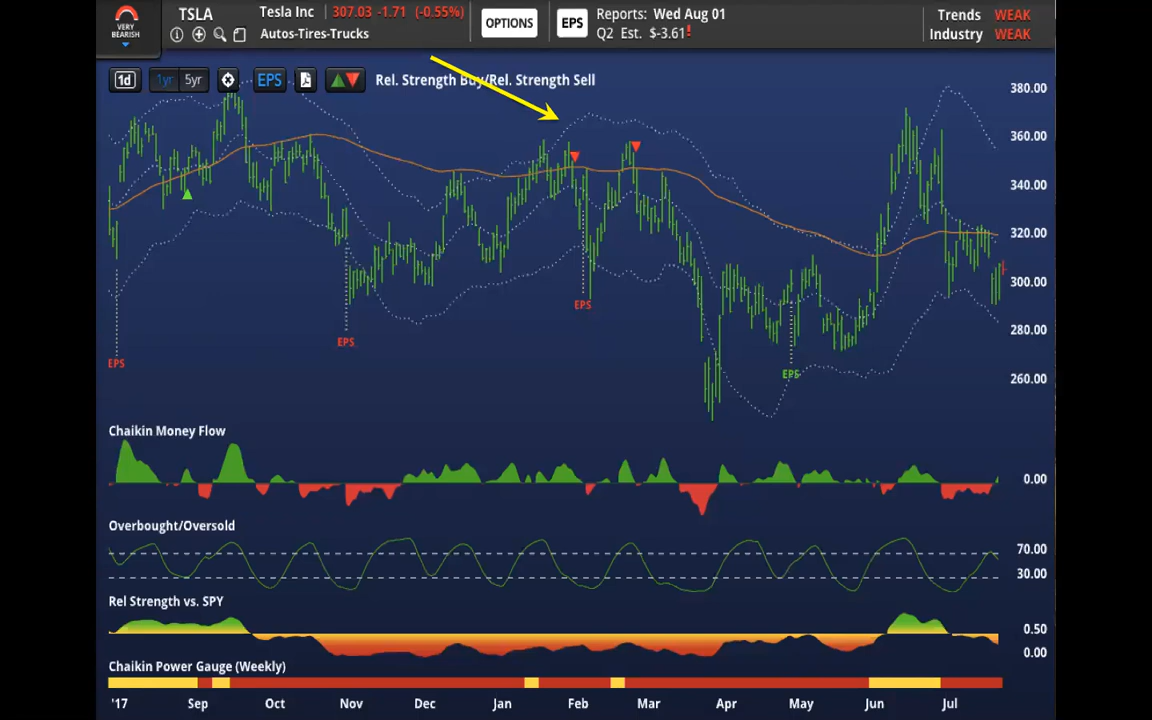 VERY
BEARISH
TSLA
Tesla Inc 307.03 -1.71 (-0.55%)
Autos-Tires-Trucks
OPTIONS
EPS
Reports: Wed Aug 01
Q2 Est. $-3.61!
Trends WEAK
Industry WEAK
1d 1yr 5yr EPS Rel. Strength Buy/Rel. Strength Sell
380.00
360.00
340.00
320.00
300.00
280.00
260.00
EPS
EPS
EPS
EPS
Chaikin Money Flow
0.00
Overbought/Oversold
70.00
30.00
Rel Strength vs. SPY
0.50
0.00
Chaikin Power Gauge (Weekly)
'17 Sep Oct Nov Dec Jan Feb Mar Apr May Jun Jul